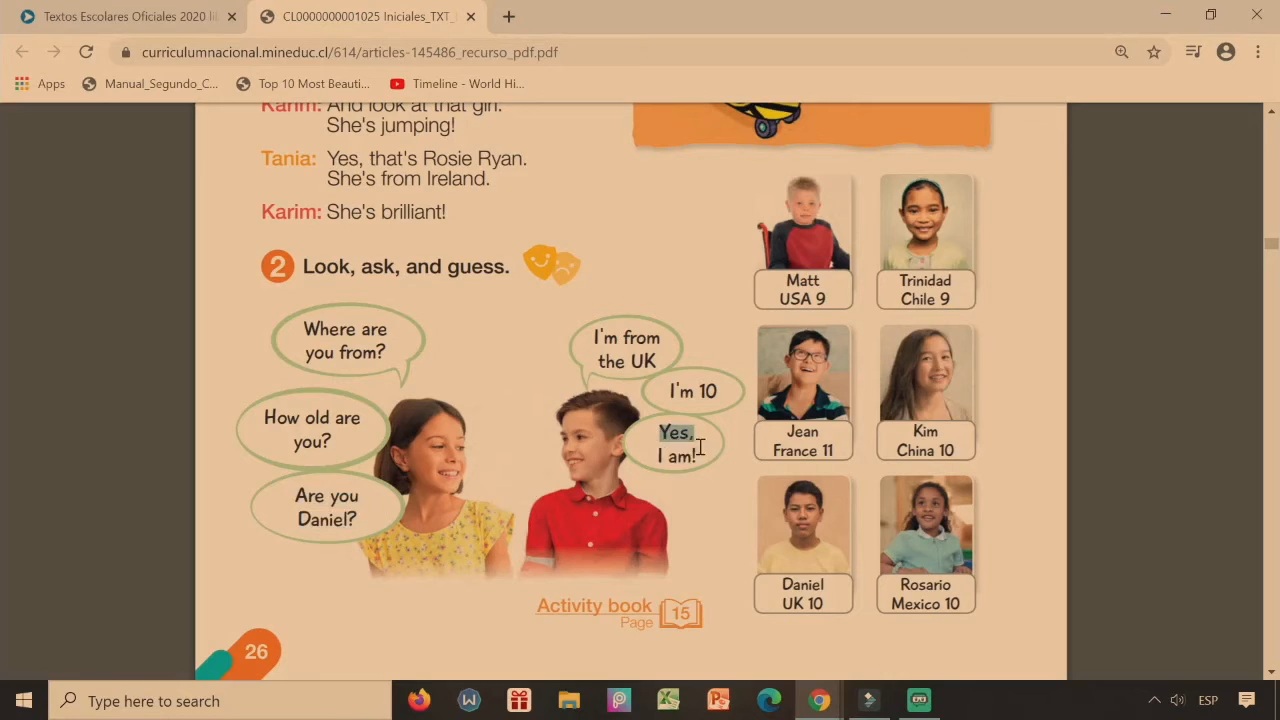 Textos Escolares Oficiales 2020 lib
CL0000000001025 Iniciales_TXT_I
curriculumnacional.mineduc.cl/614/articles-145486_recurso_pdf.pdf
Apps
Manual_Segundo_C...
Top 10 Most Beauti...
Timeline - World Hi...
Karim: And look at that girl.
She's jumping!
Tania: Yes, that's Rosie Ryan.
She's from Ireland.
Karim: She's brilliant!
2 Look, ask, and guess.
Where are
you from?
I'm from
the UK
How old are
you?
I'm 10
Are you
Daniel?
Yes,
I am!
Matt
USA 9
Trinidad
Chile 9
Jean
France 11
Kim
China 10
Daniel
UK 10
Rosario
Mexico 10
Activity book
Page
15
26
Type here to search
ESP